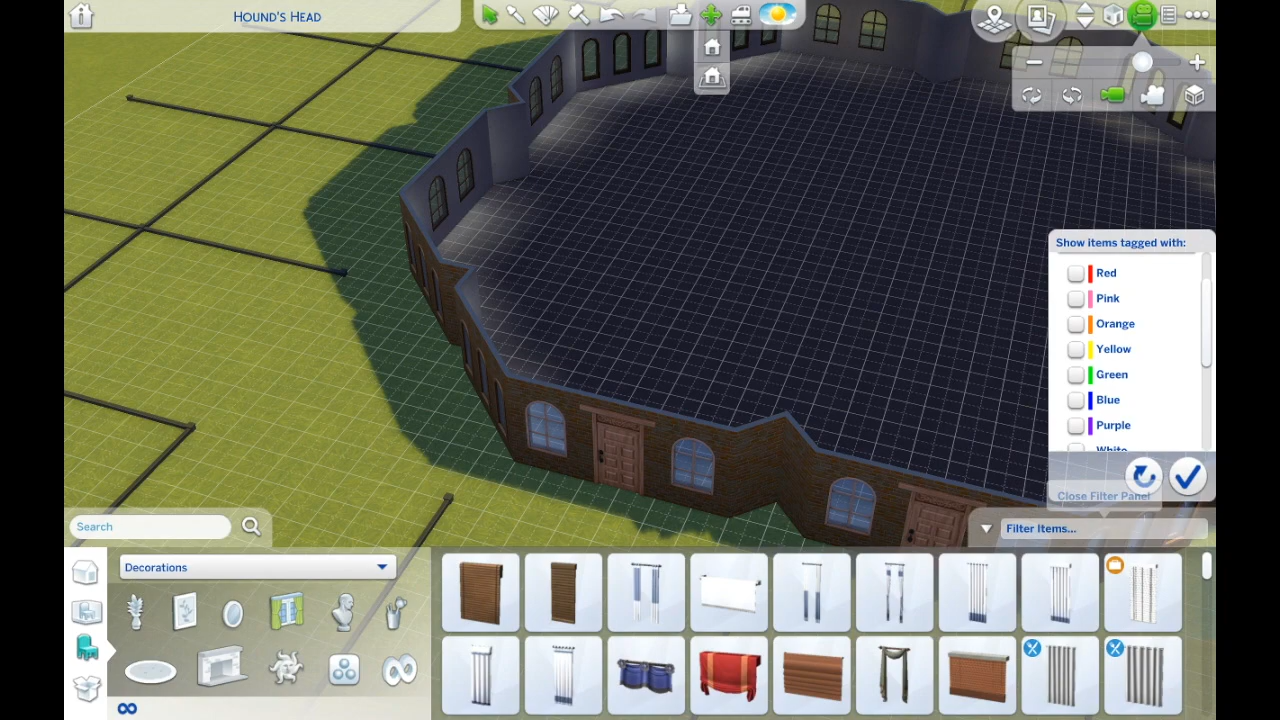 HOUND'S HEAD
Show items tagged with:
Red
Pink
Orange
Yellow
Green
Blue
Purple
White
Close Filter Panel
Search
Filter Items...
Decorations